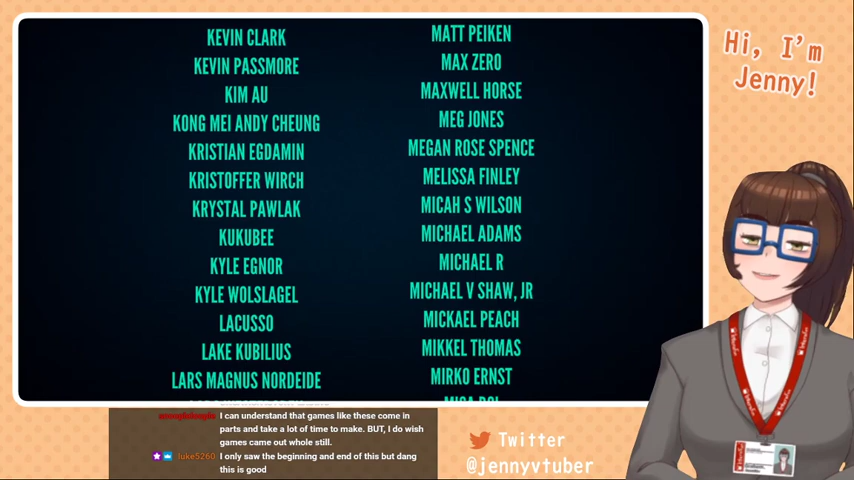 KEVIN CLARK
KEVIN PASSMORE
KIM AU
KONG MEI ANDY CHEUNG
KRISTIAN EGDAMIN
KRISTOFFER WIRCH
KRYSTAL PAWLAK
KUKUBEE
KYLE EGNOR
KYLE WOLSLAGEL
LACUSSO
LAKE KUBILIUS
LARS MAGNUS NORDEIDE
MATT PEIKEN
MAX ZERO
MAXWELL HORSE
MEG JONES
MEGAN ROSE SPENCE
MELISSA FINLEY
MICAH S WILSON
MICHAEL ADAMS
MICHAEL R
MICHAEL V SHAW, JR
MICKAEL PEACH
MIKKEL THOMAS
MIRKO ERNST
Hi, I'm
Jenny!
I can understand that games like these come in
parts and take a lot of time to make. BUT, I do wish
games came out whole still.
luke5260: I only saw the beginning and end of this but dang
this is good
Twitter
@jennyvtuber